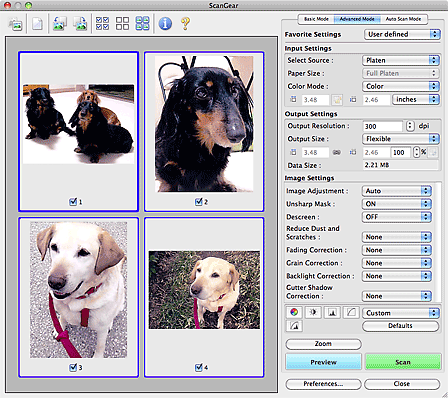 ScanGear
Basic Mode Advanced Mode Auto Scan Mode
Favorite Settings User defined
Input Settings
Select Source : Platen
Paper Size : Full Platen
Color Mode : Color
3.48 2.46 inches
Output Settings
Output Resolution : 300 dpi
Output Size : Flexible
3.48 2.46 100 %
Data Size : 2.21 MB
Image Settings
Image Adjustment : Auto
Unsharp Mask : ON
Descreen : OFF
Reduce Dust and
Scratches : None
Fading Correction : None
Grain Correction : None
Backlight Correction : None
Gutter Shadow
Correction : None
Custom
Defaults
Zoom
Preview Scan
Preferences... Close
1
2
3
4